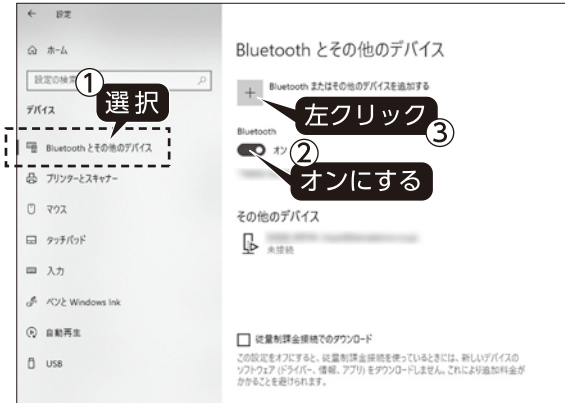 ← 設定
ホーム
設定の検
① 選択
デバイス
Bluetooth とその他のデバイス
プリンターとスキャナー
マウス
タッチパッド
入力
ペンと Windows Ink
自動再生
USB
Bluetooth とその他のデバイス
+ Bluetooth またはその他のデバイスを追加する
左クリック ③
Bluetooth
オン ②
オンにする
その他のデバイス
未接続
従量制課金接続でのダウンロード
この設定をオフにすると、従量制課金接続を使っているときには、新しいデバイスの
ソフトウェア (ドライバー、情報、アプリ) をダウンロードしません。これにより追加料金が
かかることを避けられます。